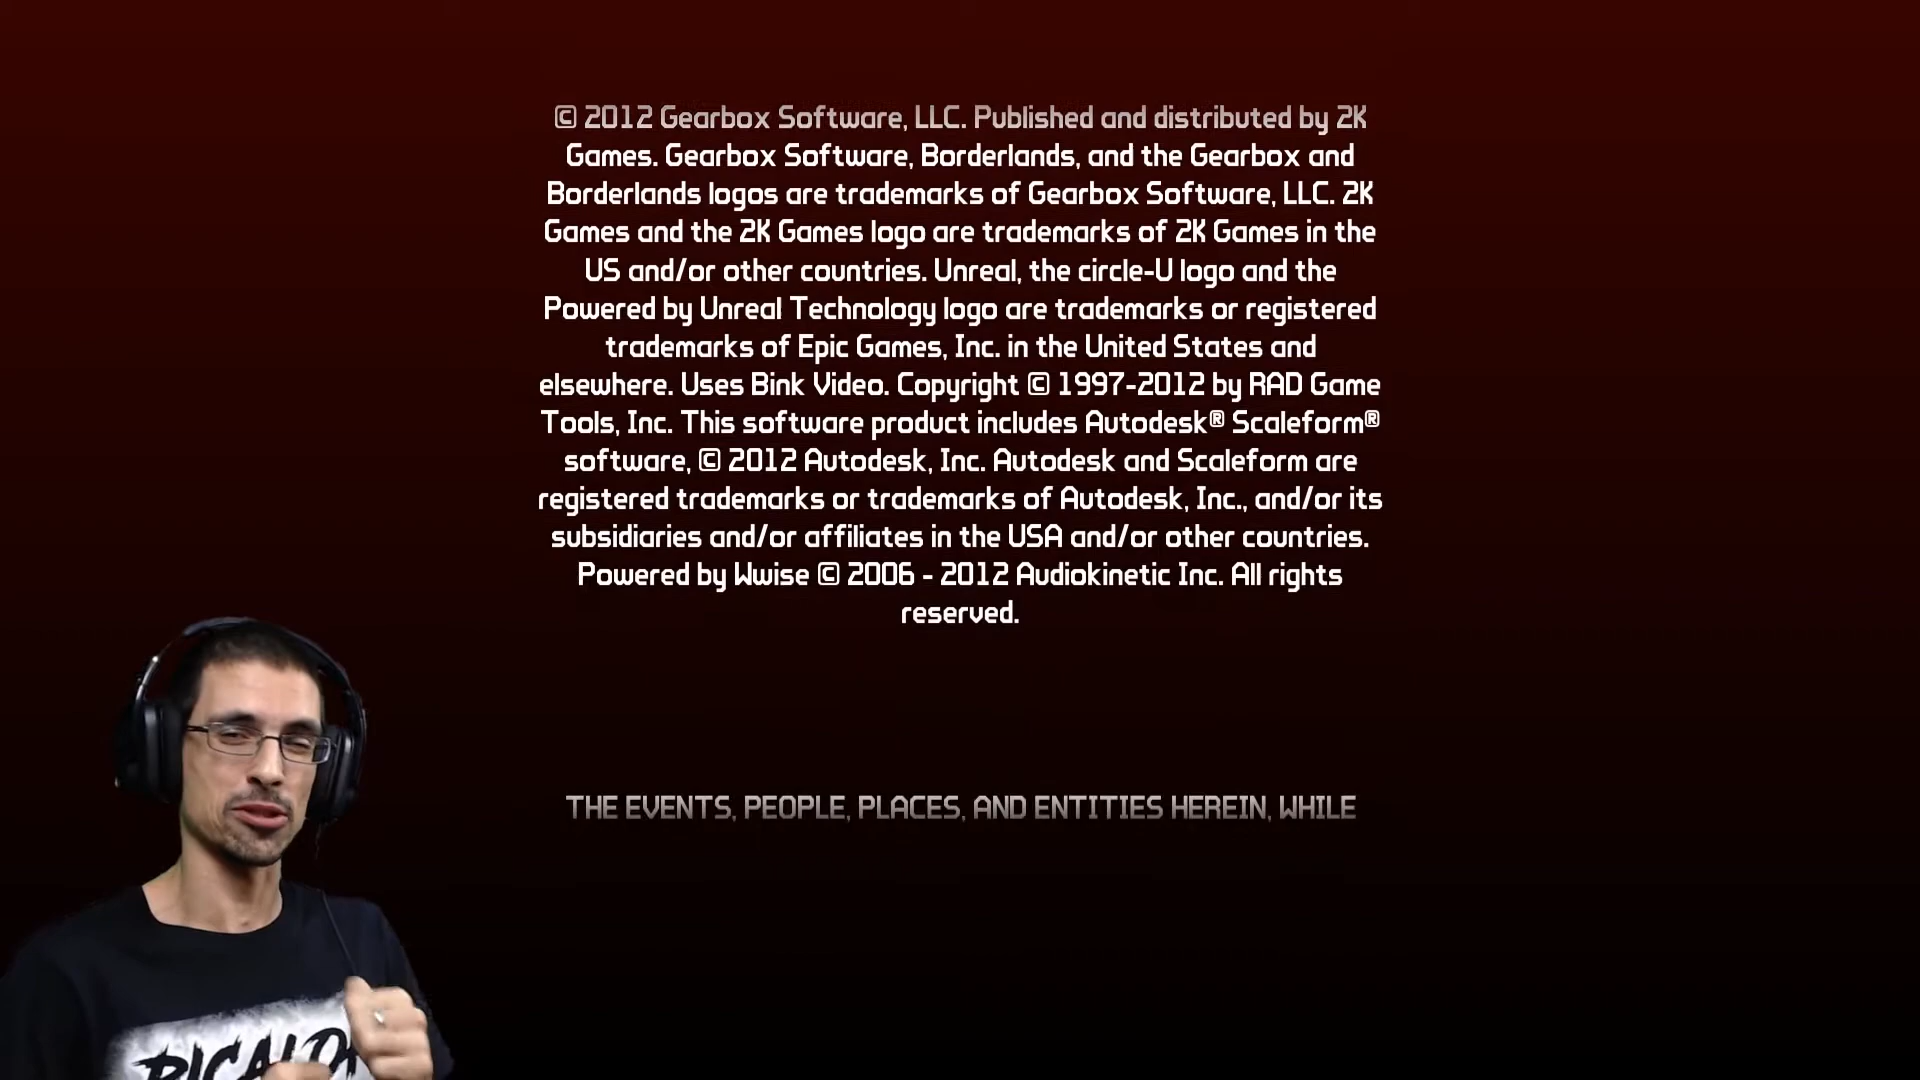 © 2012 Gearbox Software, LLC. Published and distributed by 2K
Games. Gearbox Software, Borderlands, and the Gearbox and
Borderlands logos are trademarks of Gearbox Software, LLC. 2K
Games and the 2K Games logo are trademarks of 2K Games in the
US and/or other countries. Unreal, the circle-U logo and the
Powered by Unreal Technology logo are trademarks or registered
trademarks of Epic Games, Inc. in the United States and
elsewhere. Uses Bink Video. Copyright © 1997-2012 by RAD Game
Tools, Inc. This software product includes Autodesk® Scaleform®
software, © 2012 Autodesk, Inc. Autodesk and Scaleform are
registered trademarks or trademarks of Autodesk, Inc., and/or its
subsidiaries and/or affiliates in the USA and/or other countries.
Powered by Wwise © 2006 - 2012 Audiokinetic Inc. All rights
reserved.
THE EVENTS, PEOPLE, PLACES, AND ENTITIES HEREIN, WHILE